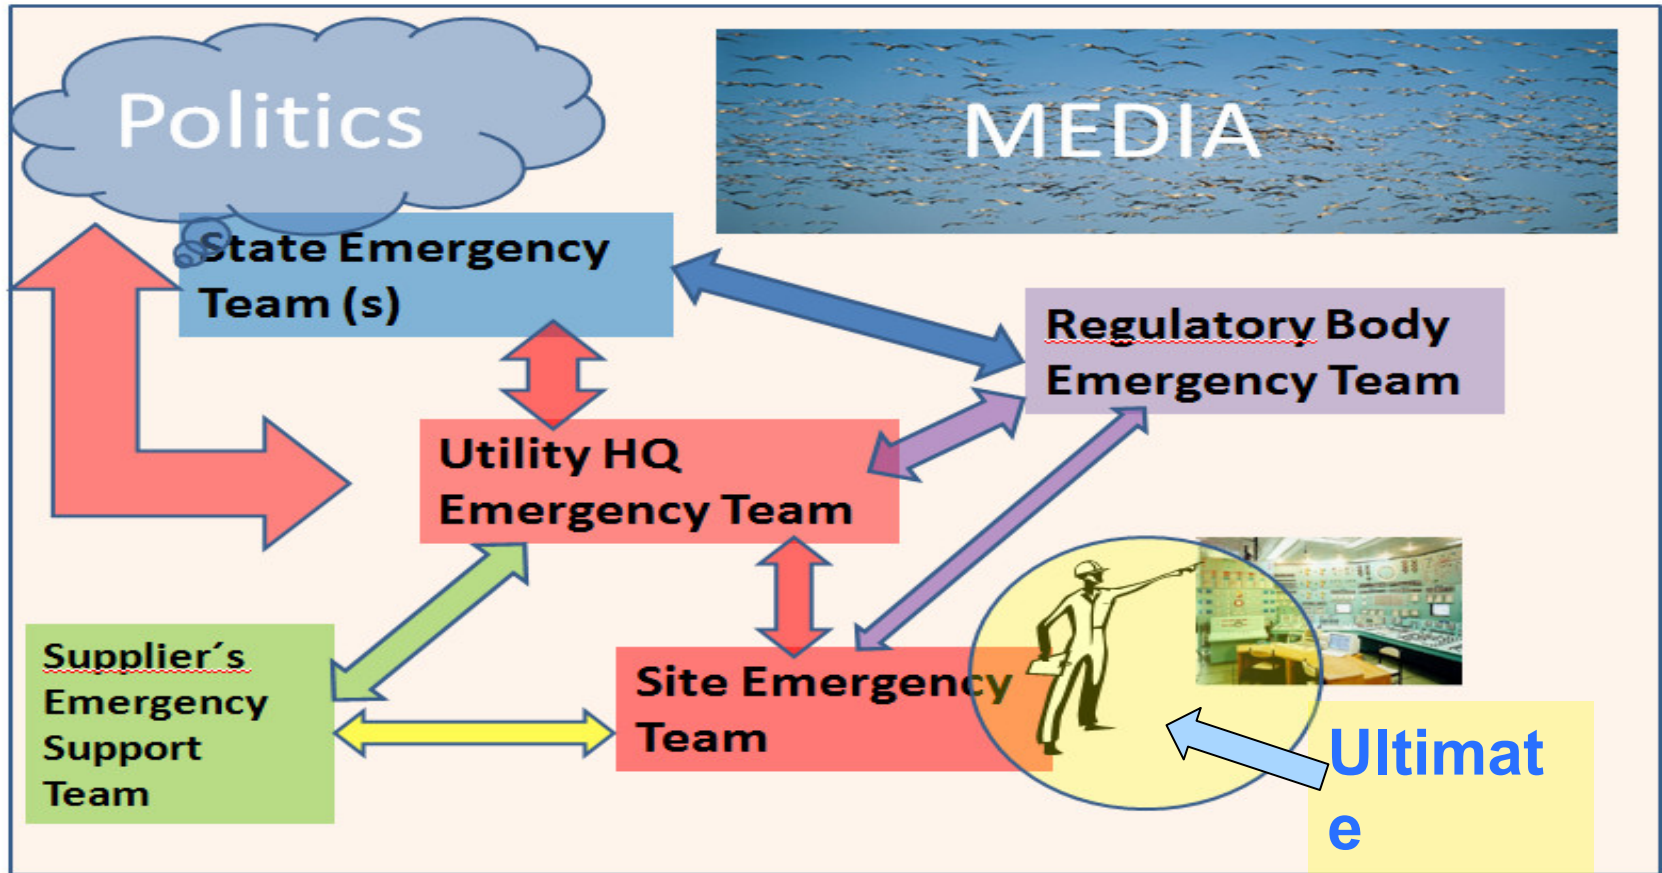 Politics
MEDIA
State Emergency
Team (s)
Regulatory Body
Emergency Team
Utility HQ
Emergency Team
Supplier´s
Emergency
Support
Team
Site Emergency
Team
Ultimat
e